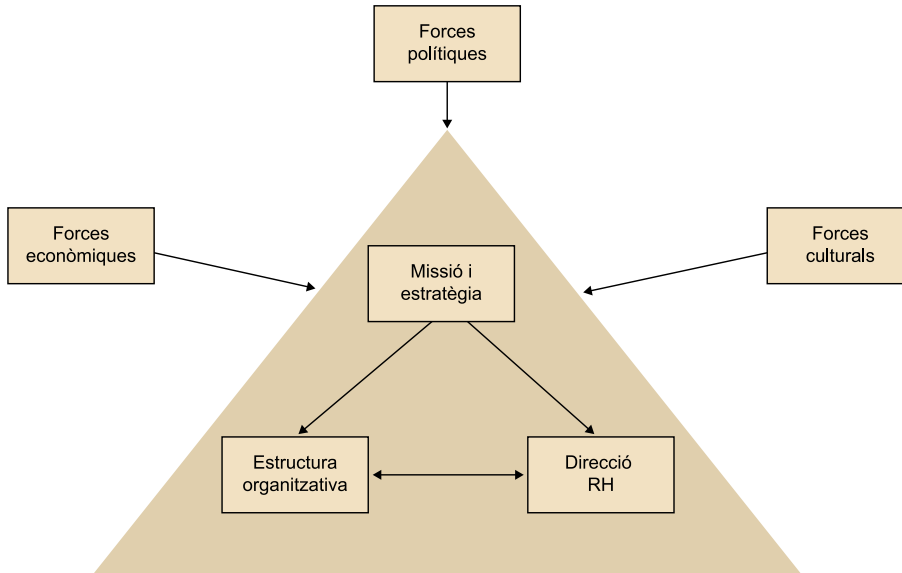 Forces
polítiques
Forces
econòmiques
Forces
culturals
Missió i
estratègia
Estructura
organitzativa
Direcció
RH